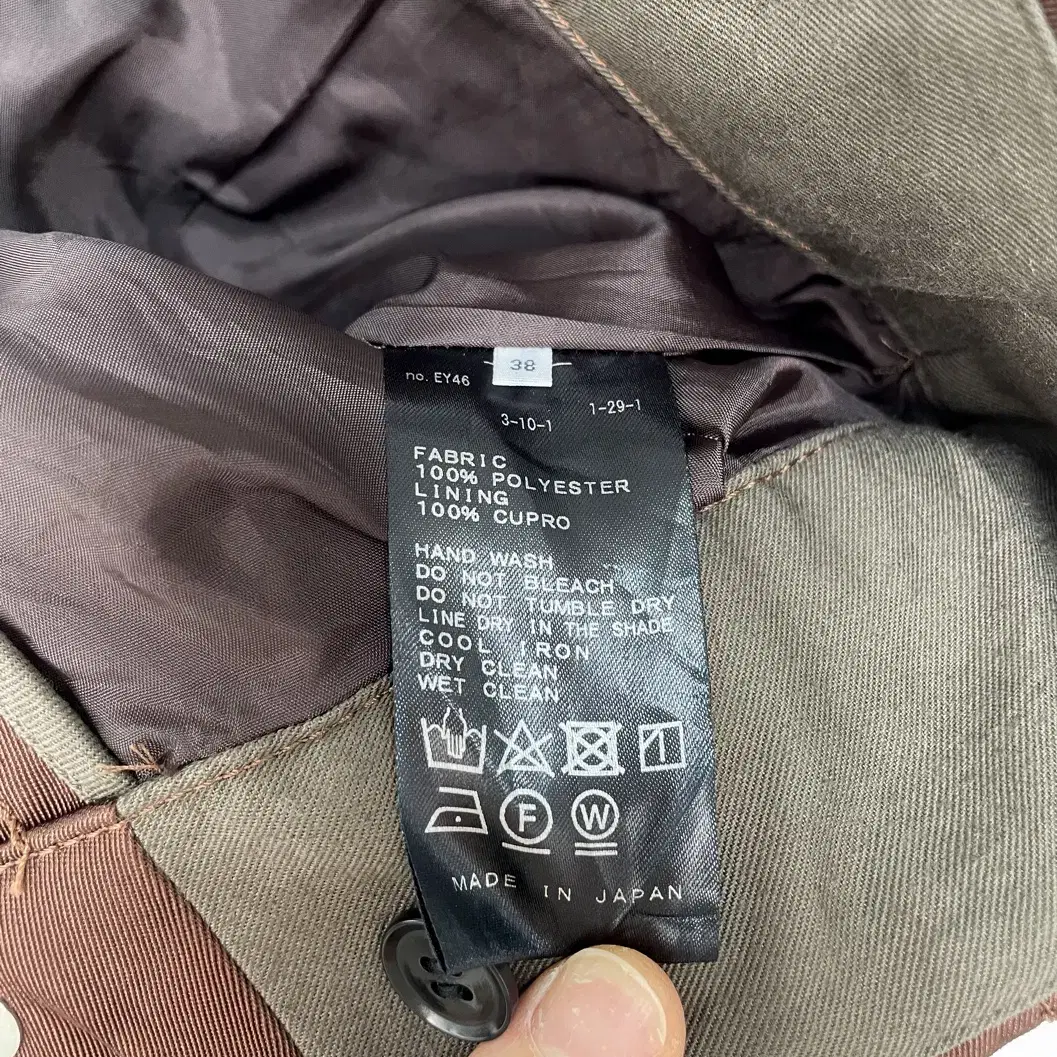 38
no. EY46
1-29-1
3-10-1
FABRIC
100% POLYESTER
LINING
100% CUPRO
HAND WASH
DO NOT BLEACH
DO NOT TUMBLE DRY
LINE DRY IN THE SHADE
COOL IRON
DRY CLEAN
WET CLEAN
F W
MADE IN JAPAN